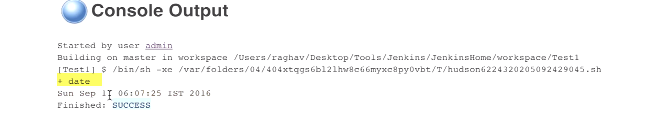 Console Output
Started by user admin
Building on master in workspace /Users/raghav/Desktop/Tools/Jenkins/JenkinsHome/workspace/Test1
[Test1] $ /bin/sh -xe /var/folders/04/404xtqgs6bl2lhw8c66myxc8py0vbt/T/hudson6224320205092429045.sh
+ date
Sun Sep 06:07:25 IST 2016
Finished: SUCCESS